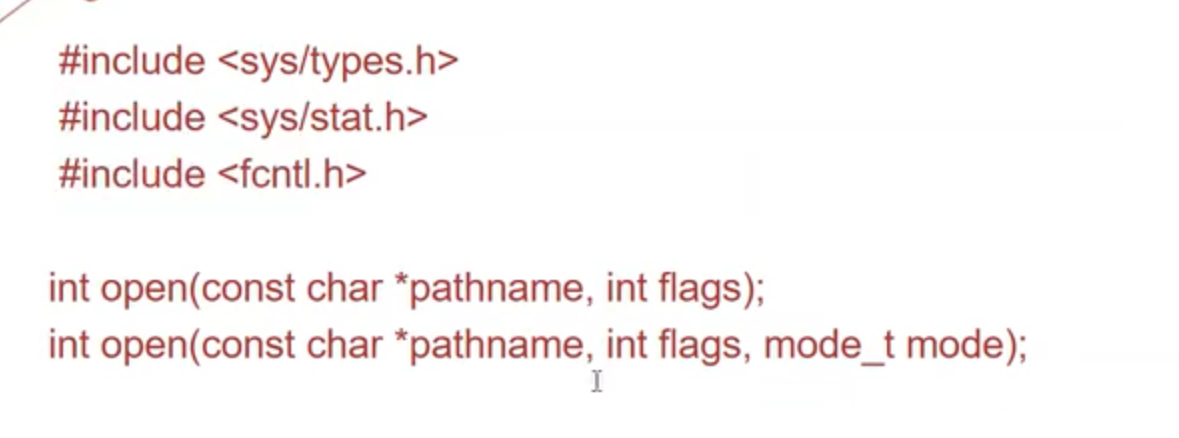 #include <sys/types.h>
#include <sys/stat.h>
#include <fcntl.h>
int open(const char *pathname, int flags);
int open(const char *pathname, int flags, mode_t mode);